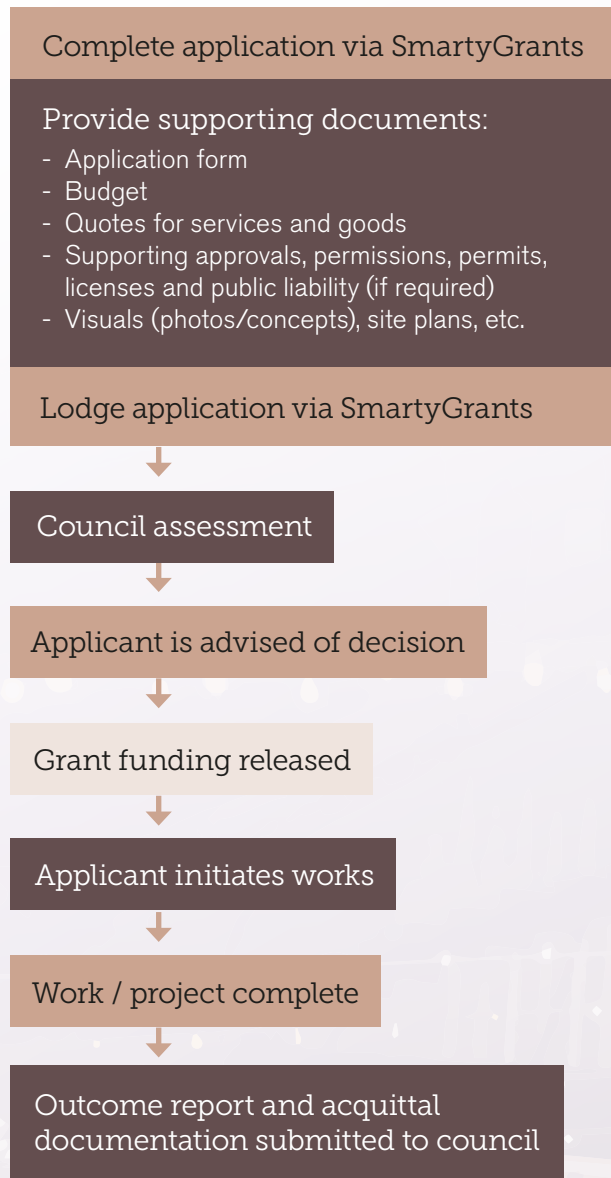 Complete application via SmartyGrants
Provide supporting documents:
- Application form
- Budget
- Quotes for services and goods
- Supporting approvals, permissions, permits,
licenses and public liability (if required)
- Visuals (photos/concepts), site plans, etc.
Lodge application via SmartyGrants
Council assessment
Applicant is advised of decision
Grant funding released
Applicant initiates works
Work / project complete
Outcome report and acquittal
documentation submitted to council